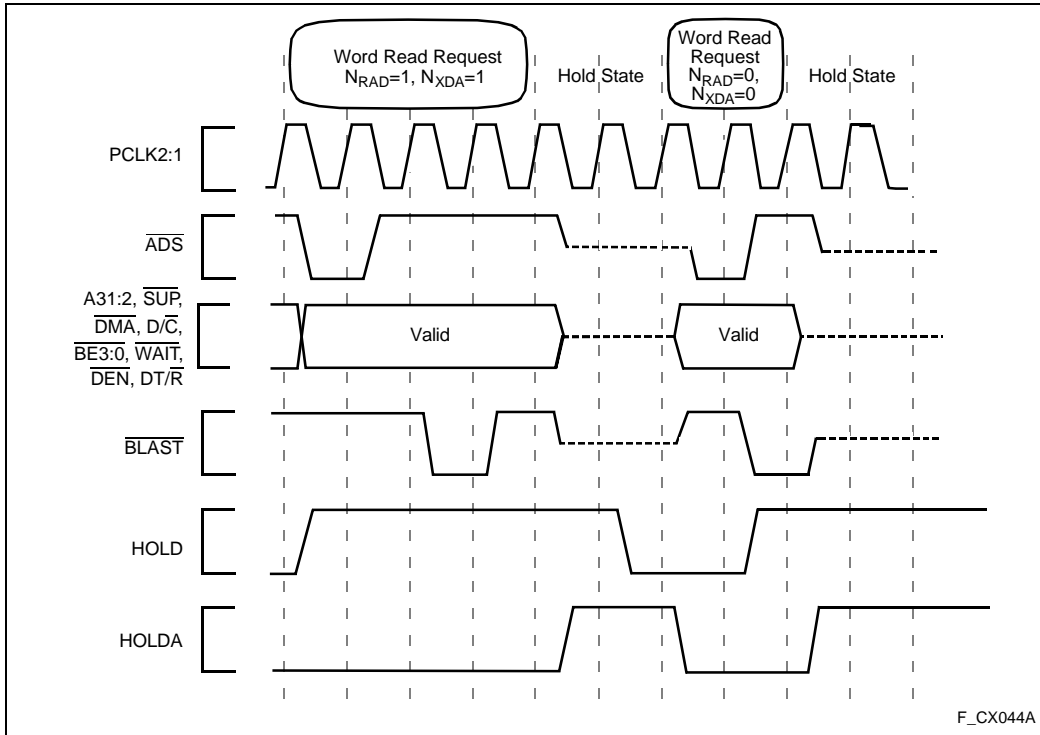 Word Read Request
NRAD=1, NXDA=1
Hold State
Word Read
Request
NRAD=0,
NXDA=0
Hold State
PCLK2:1
ADS
A31:2, SUP,
DMA, D/C,
BE3:0, WAIT,
DEN, DT/R
Valid
Valid
BLAST
HOLD
HOLDA
F_CX044A